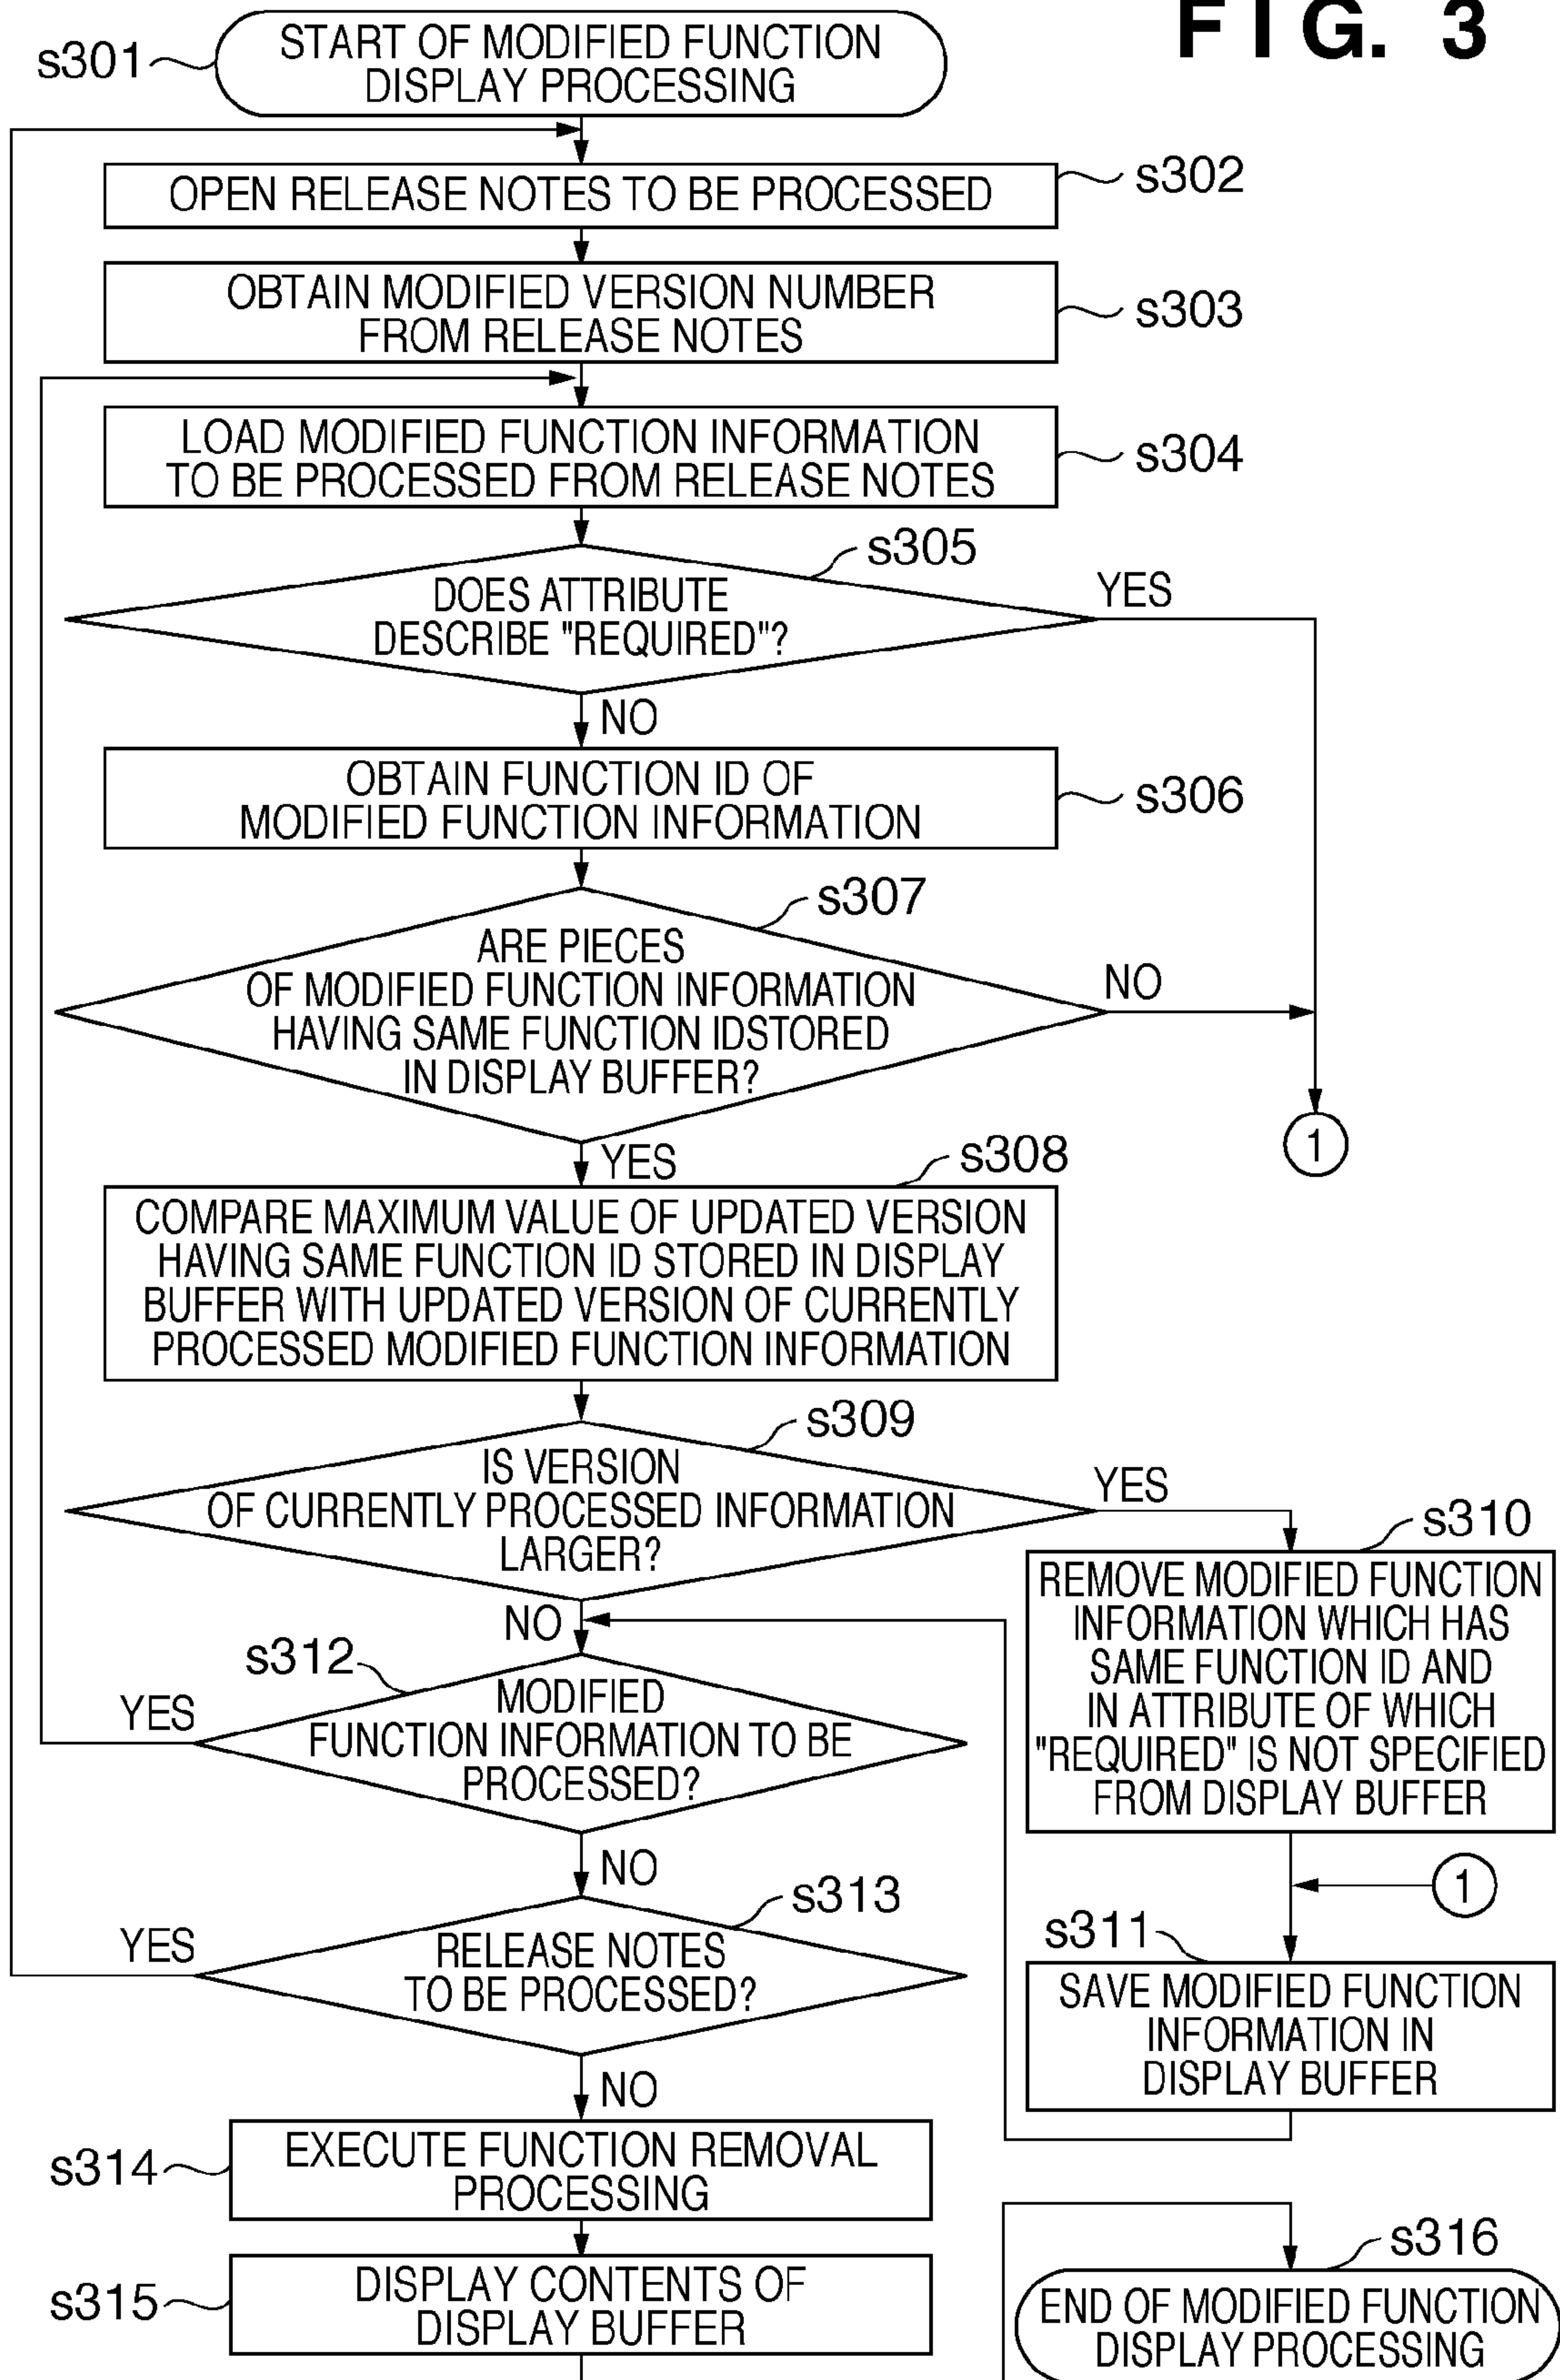 FIG. 3
s301
START OF MODIFIED FUNCTION
DISPLAY PROCESSING
OPEN RELEASE NOTES TO BE PROCESSED
s302
OBTAIN MODIFIED VERSION NUMBER
FROM RELEASE NOTES
s303
LOAD MODIFIED FUNCTION INFORMATION
TO BE PROCESSED FROM RELEASE NOTES
s304
s305
DOES ATTRIBUTE
DESCRIBE "REQUIRED"?
YES
NO
OBTAIN FUNCTION ID OF
MODIFIED FUNCTION INFORMATION
s306
s307
ARE PIECES
OF MODIFIED FUNCTION INFORMATION
HAVING SAME FUNCTION IDSTORED
IN DISPLAY BUFFER?
NO
1
YES
s308
COMPARE MAXIMUM VALUE OF UPDATED VERSION
HAVING SAME FUNCTION ID STORED IN DISPLAY
BUFFER WITH UPDATED VERSION OF CURRENTLY
PROCESSED MODIFIED FUNCTION INFORMATION
s309
IS VERSION
OF CURRENTLY PROCESSED INFORMATION
LARGER?
YES
NO
s310
REMOVE MODIFIED FUNCTION
INFORMATION WHICH HAS
SAME FUNCTION ID AND
IN ATTRIBUTE OF WHICH
"REQUIRED" IS NOT SPECIFIED
FROM DISPLAY BUFFER
1
s311
SAVE MODIFIED FUNCTION
INFORMATION IN
DISPLAY BUFFER
s312
MODIFIED
FUNCTION INFORMATION TO BE
PROCESSED?
YES
NO
s313
RELEASE NOTES
TO BE PROCESSED?
YES
NO
s314
EXECUTE FUNCTION REMOVAL
PROCESSING
s315
DISPLAY CONTENTS OF
DISPLAY BUFFER
s316
END OF MODIFIED FUNCTION
DISPLAY PROCESSING